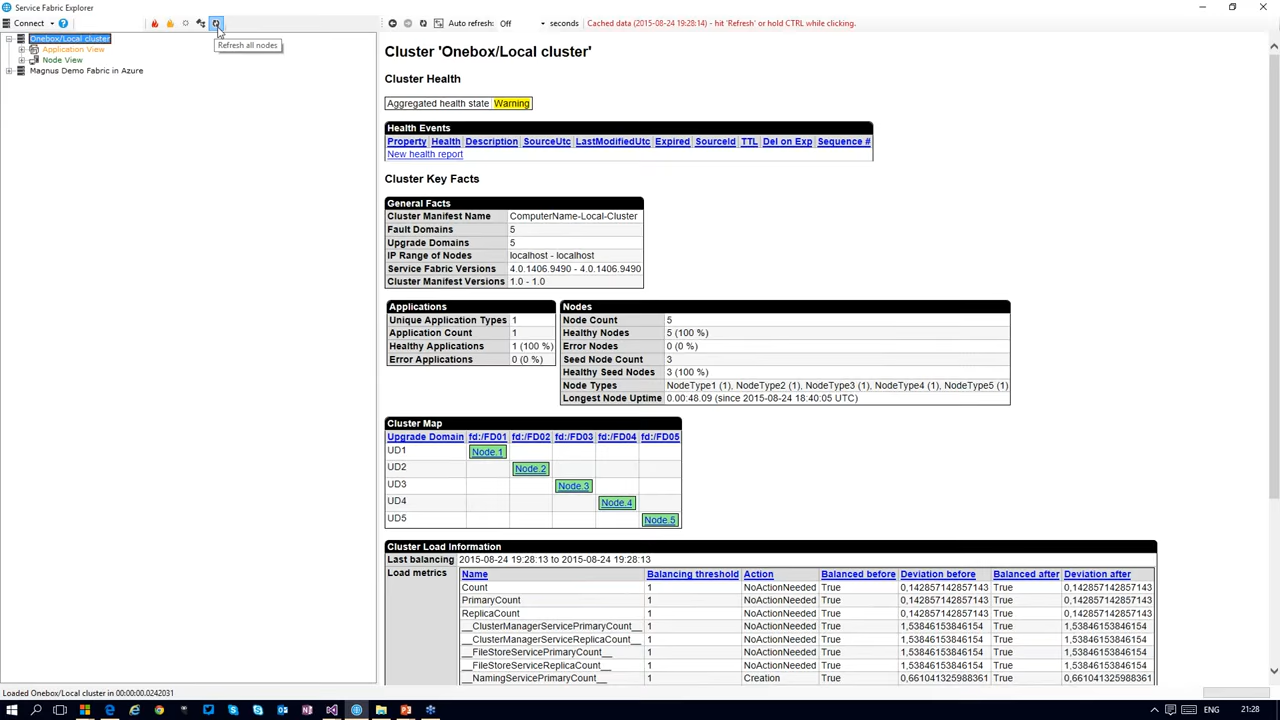 Service Fabric Explorer
Connect
Auto refresh: Off seconds Cached data (2015-08-24 19:28:14) - hit 'Refresh' or hold CTRL while clicking.
Refresh all nodes
Onebox/Local cluster
Application View
Node View
Magnus Demo Fabric in Azure
Cluster 'Onebox/Local cluster'
Cluster Health
Aggregated health state Warning
Health Events
Property Health Description SourceUtc LastModifiedUtc Expired SourceId TTL Del on Exp Sequence #
New health report
Cluster Key Facts
General Facts
Cluster Manifest Name ComputerName-Local-Cluster
Fault Domains 5
Upgrade Domains 5
IP Range of Nodes localhost - localhost
Service Fabric Versions 4.0.1406.9490 - 4.0.1406.9490
Cluster Manifest Versions 1.0 - 1.0
Applications
Unique Application Types 1
Application Count 1
Healthy Applications 1 (100 %)
Error Applications 0 (0 %)
Nodes
Node Count 5
Healthy Nodes 5 (100 %)
Error Nodes 0 (0 %)
Seed Node Count 3
Healthy Seed Nodes 3 (100 %)
Node Types NodeType1 (1), NodeType2 (1), NodeType3 (1), NodeType4 (1), NodeType5 (1)
Longest Node Uptime 0.00:48.09 (since 2015-08-24 18:40:05 UTC)
Cluster Map
Upgrade Domain fd:/FD01 fd:/FD02 fd:/FD03 fd:/FD04 fd:/FD05
UD1 Node.1
UD2 Node.2
UD3 Node.3
UD4 Node.4
UD5 Node.5
Cluster Load Information
Last balancing 2015-08-24 19:28:13 to 2015-08-24 19:28:13
Load metrics Name Balancing threshold Action Balanced before Deviation before Balanced after Deviation after
Count 1 NoActionNeeded True 0,142857142857143 True 0,142857142857143
PrimaryCount 1 NoActionNeeded True 0,142857142857143 True 0,142857142857143
ReplicaCount 1 NoActionNeeded True 0,142857142857143 True 0,142857142857143
__ClusterManagerServicePrimaryCount__ 1 NoActionNeeded True 1,53846153846154 True 1,53846153846154
__ClusterManagerServiceReplicaCount__ 1 NoActionNeeded True 1,53846153846154 True 1,53846153846154
__FileStoreServicePrimaryCount__ 1 NoActionNeeded True 1,53846153846154 True 1,53846153846154
__FileStoreServiceReplicaCount__ 1 NoActionNeeded True 1,53846153846154 True 1,53846153846154
__NamingServicePrimaryCount__ 1 Creation True 0,661041325988361 True 0,661041325988361
Loaded Onebox/Local cluster in 00:00:00.0242031
ENG 21:28